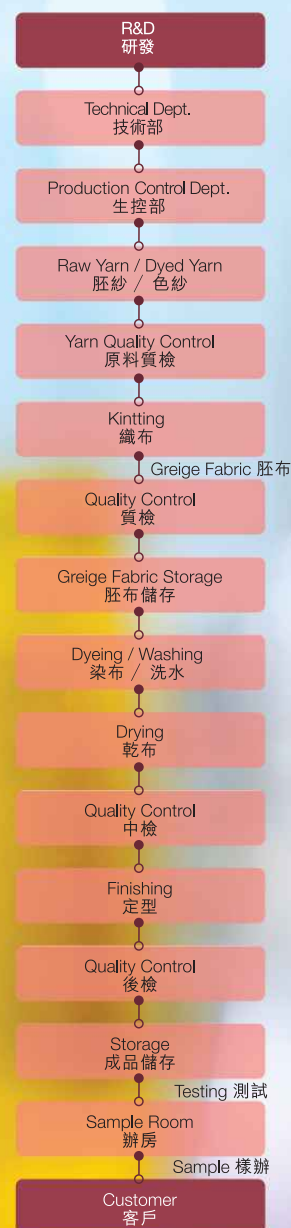 R&D
研發
Technical Dept.
技術部
Production Control Dept.
生控部
Raw Yarn / Dyed Yarn
胚紗 / 色紗
Yarn Quality Control
原料質檢
Kintting
織布
Greige Fabric 胚布
Quality Control
質檢
Greige Fabric Storage
胚布儲存
Dyeing / Washing
染布 / 洗水
Drying
乾布
Quality Control
中檢
Finishing
定型
Quality Control
後檢
Storage
成品儲存
Testing 測試
Sample Room
辦房
Sample 樣辦
Customer
客戶